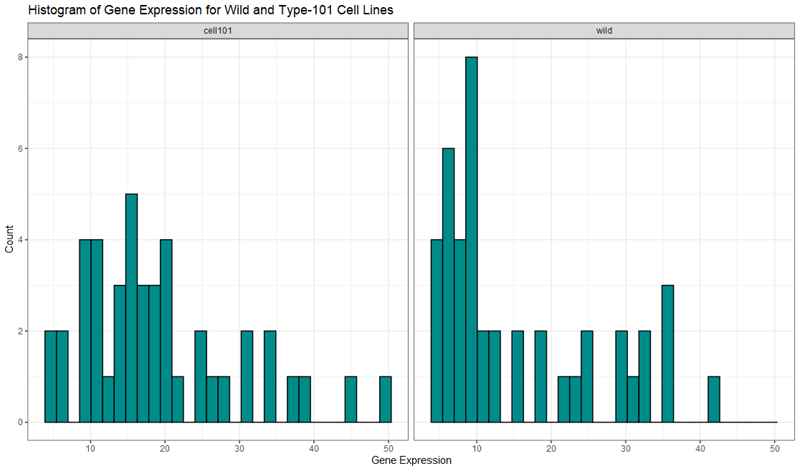 Histogram of Gene Expression for Wild and Type-101 Cell Lines
cell101 wild
8
6
4
2
0
10 20 30 40 50 10 20 30 40 50
Gene Expression
Count